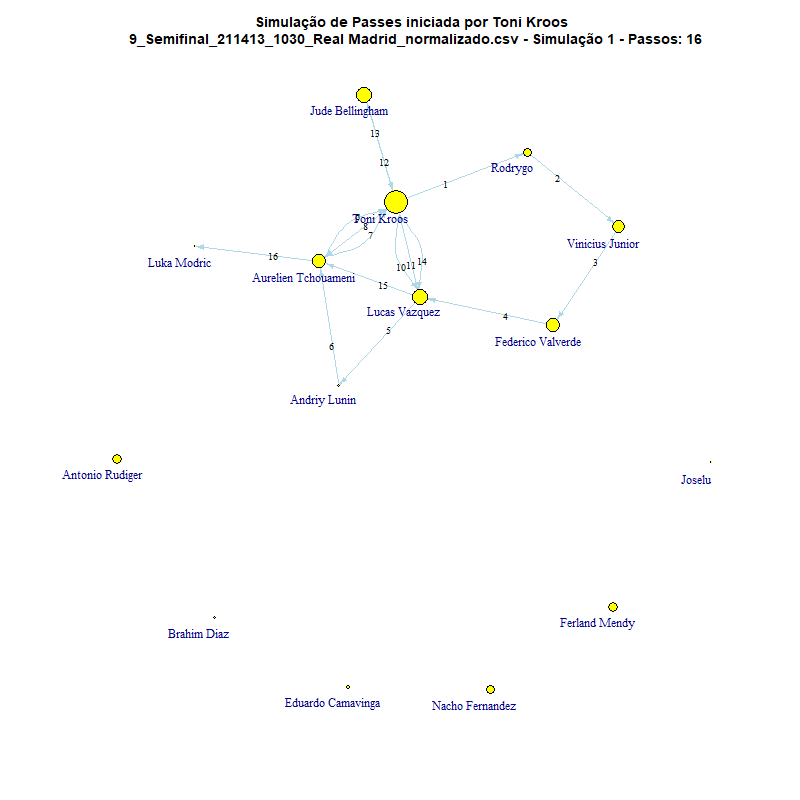 Simulação de Passes iniciada por Toni Kroos
9_Semifinal_211413_1030_Real Madrid_normalizado.csv - Simulação 1 - Passos: 16
Jude Bellingham
13
12
Rodrygo
1
2
Toni Kroos
8
7
Vinicius Junior
3
Luka Modric
16
Aurelien Tchouameni
10
11
14
15
Lucas Vazquez
4
5
Federico Valverde
6
Andriy Lunin
Antonio Rudiger
Joselu
Brahim Diaz
Ferland Mendy
Eduardo Camavinga
Nacho Fernandez